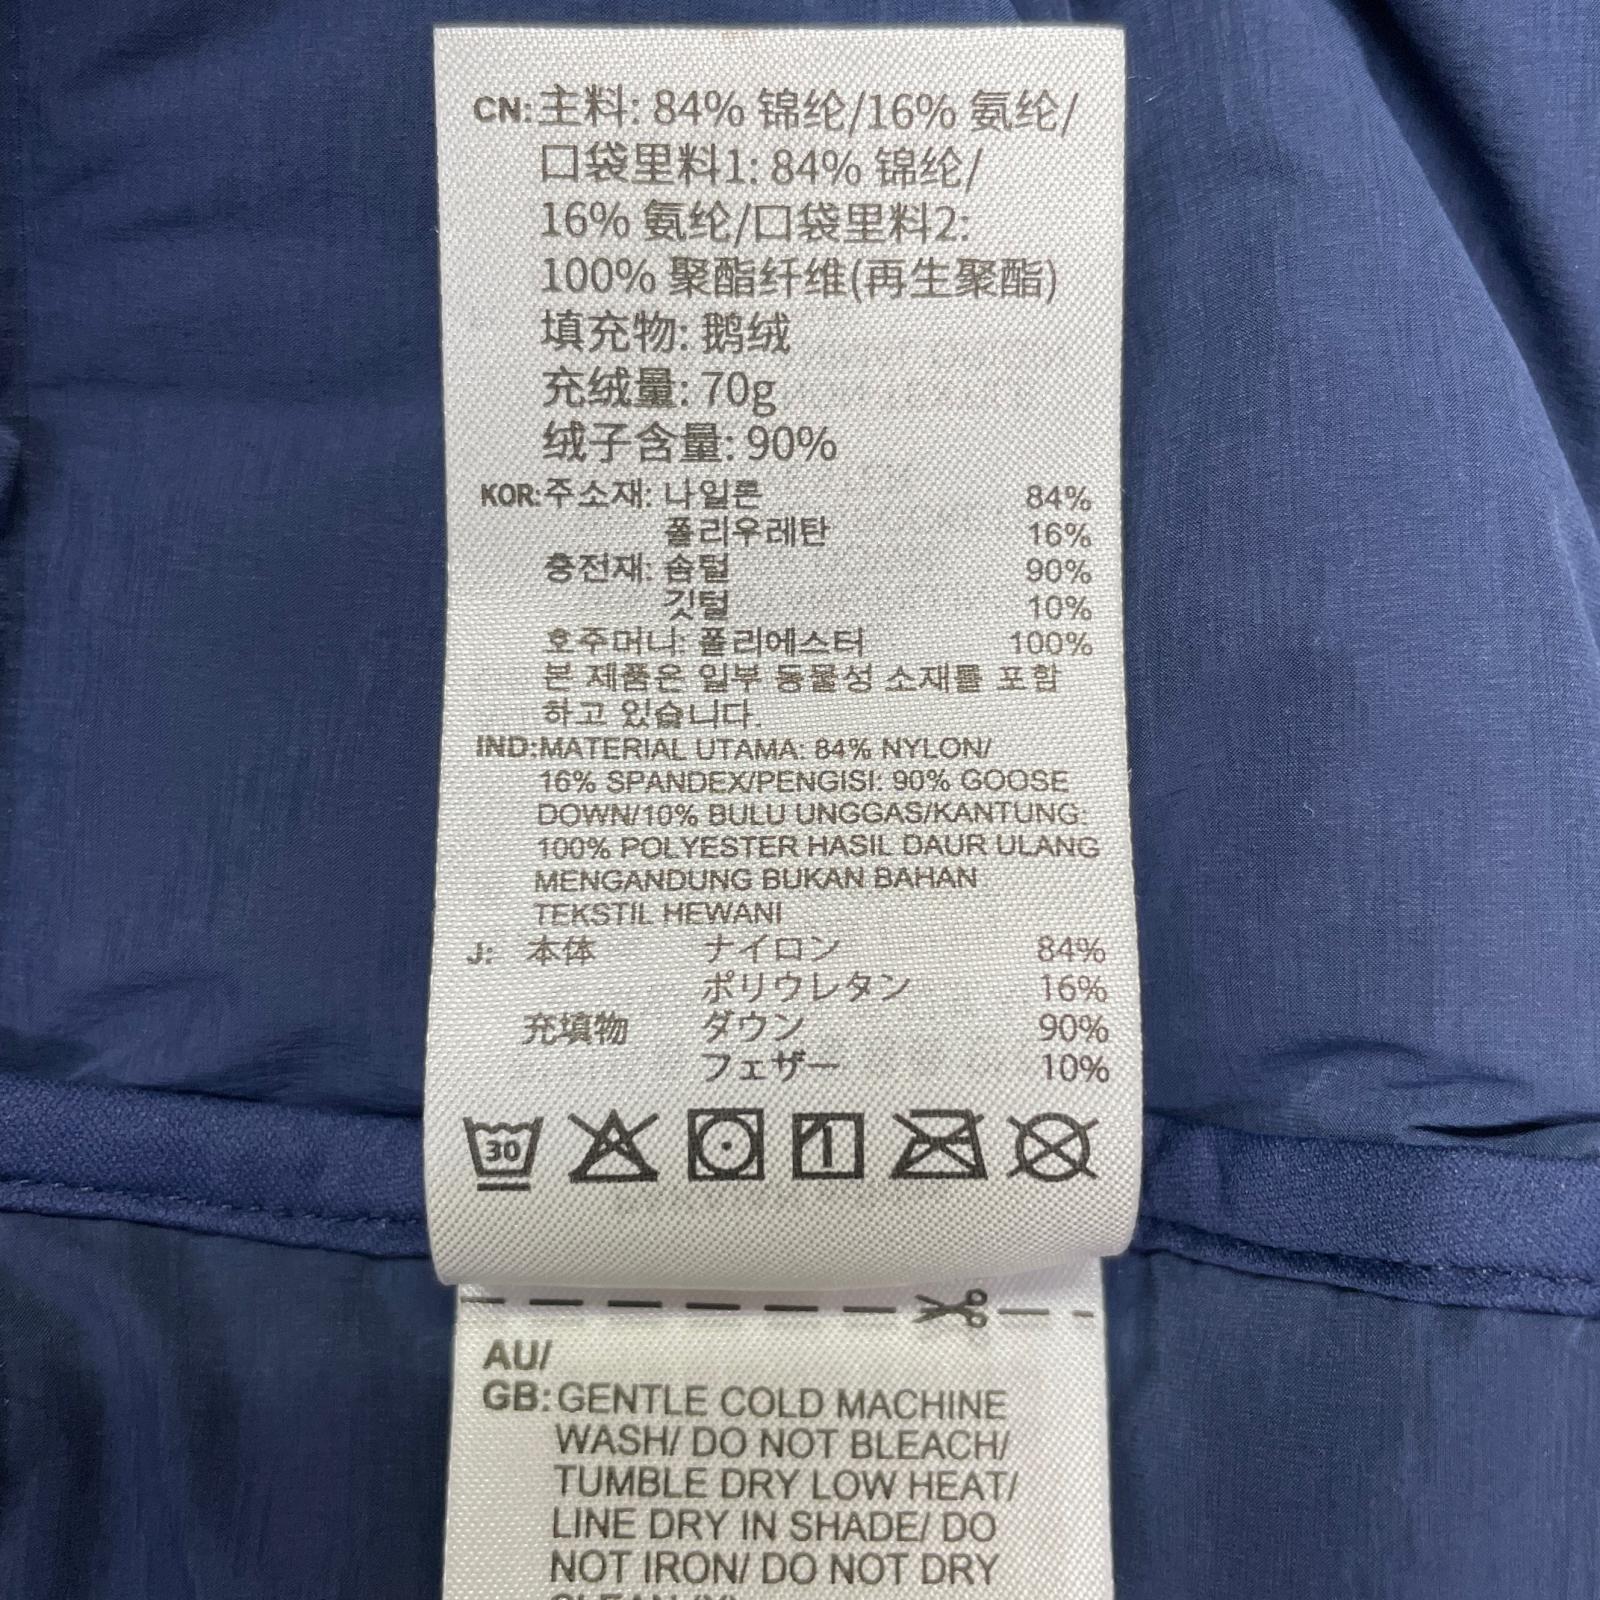 CN:主料: 84% 锦纶/16% 氨纶/
口袋里料1: 84% 锦纶/
16% 氨纶/口袋里料2:
100% 聚酯纤维(再生聚酯)
填充物: 鹅绒
充绒量: 70g
绒子含量: 90%
KOR:주소재: 나일론 84%
폴리우레탄 16%
충전재: 솜털 90%
깃털 10%
호주머니: 폴리에스터 100%
본 제품은 일부 동물성 소재를 포함
하고 있습니다.
IND:MATERIAL UTAMA: 84% NYLON/
16% SPANDEX/PENGISI: 90% GOOSE
DOWN/10% BULU UNGGAS/KANTUNG:
100% POLYESTER HASIL DAUR ULANG
MENGANDUNG BUKAN BAHAN
TEKSTIL HEWANI
J: 本体 ナイロン 84%
ポリウレタン 16%
充填物 ダウン 90%
フェザー 10%
30
AU/
GB:GENTLE COLD MACHINE
WASH/ DO NOT BLEACH/
TUMBLE DRY LOW HEAT/
LINE DRY IN SHADE/ DO
NOT IRON/ DO NOT DRY